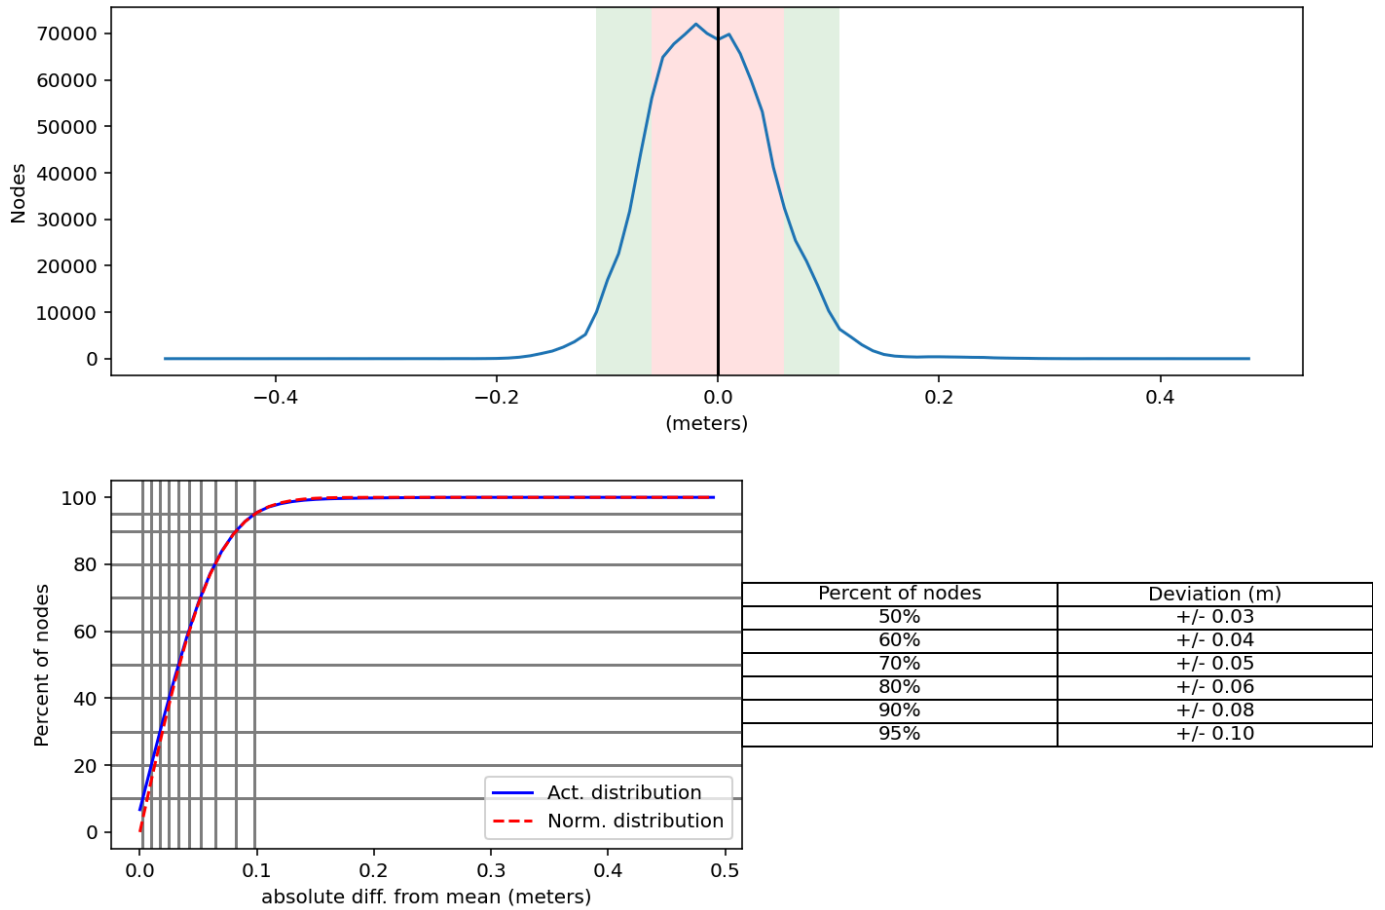 70000
60000
50000
40000
30000
20000
10000
0
Nodes
−0.4 −0.2 0.0 0.2 0.4
(meters)
100
80
60
40
20
0
Percent of nodes
Act. distribution
Norm. distribution
0.0 0.1 0.2 0.3 0.4 0.5
absolute diff. from mean (meters)
Percent of nodes Deviation (m)
50% +/- 0.03
60% +/- 0.04
70% +/- 0.05
80% +/- 0.06
90% +/- 0.08
95% +/- 0.10